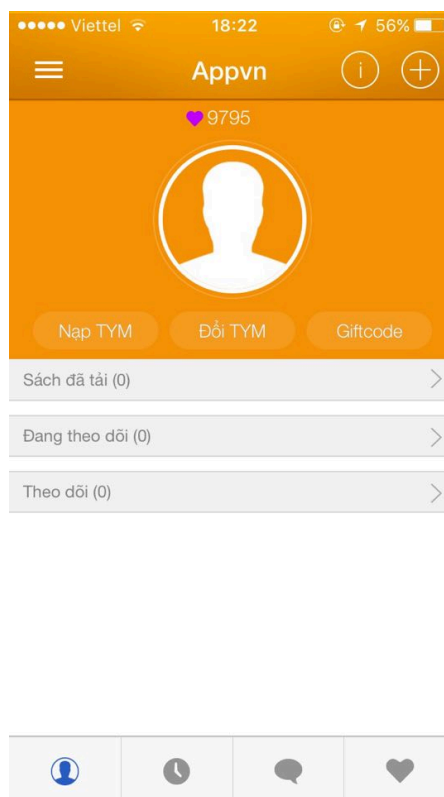 Viettel 18:22 56%
Appvn
9795
Nạp TYM Đổi TYM Giftcode
Sách đã tải (0)
Đang theo dõi (0)
Theo dõi (0)